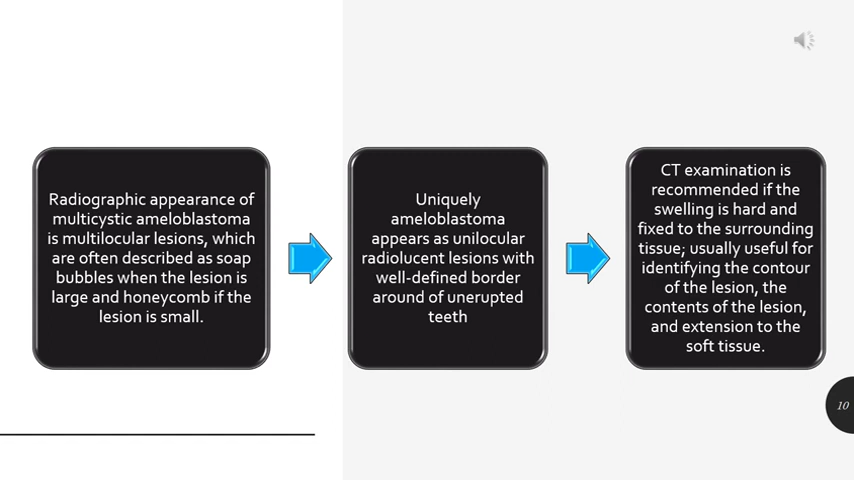 Radiographic appearance of
multicystic ameloblastoma
is multilocular lesions, which
are often described as soap
bubbles when the lesion is
large and honeycomb if the
lesion is small.
Uniquely
ameloblastoma
appears as unilocular
radiolucent lesions with
well-defined border
around of unerupted
teeth
CT examination is
recommended if the
swelling is hard and
fixed to the surrounding
tissue; usually useful for
identifying the contour
of the lesion, the
contents of the lesion,
and extension to the
soft tissue.
10